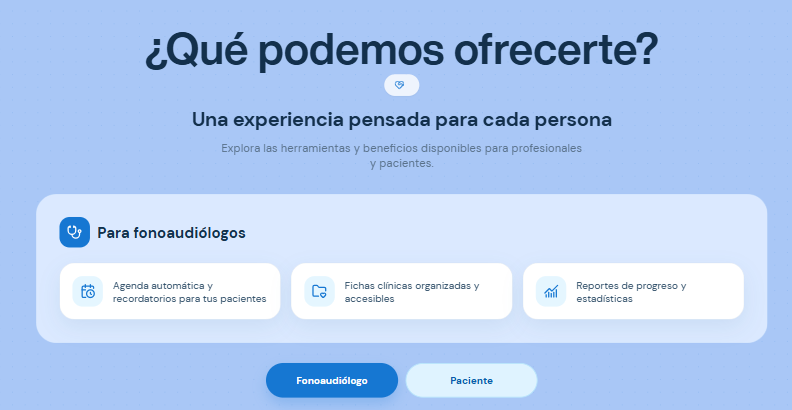 ¿Qué podemos ofrecerte?
Una experiencia pensada para cada persona
Explora las herramientas y beneficios disponibles para profesionales
y pacientes.
Para fonoaudiólogos
Agenda automática y
recordatorios para tus pacientes
Fichas clínicas organizadas y
accesibles
Reportes de progreso y
estadísticas
Fonoaudiólogo
Paciente